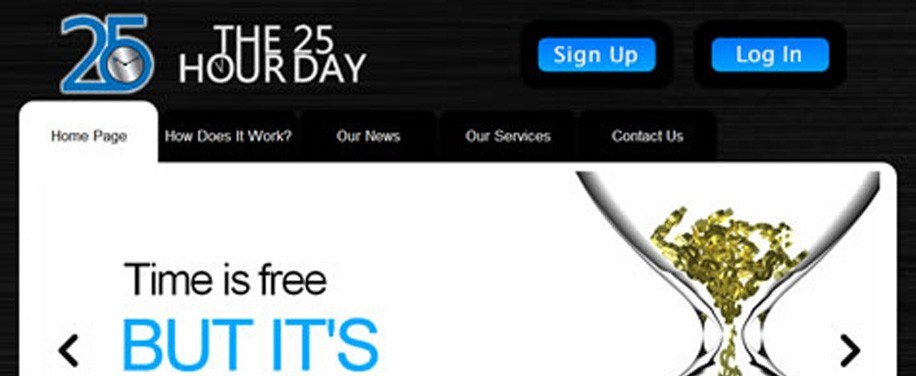 25
THE 25
HOUR DAY
Sign Up
Log In
Home Page
How Does It Work?
Our News
Our Services
Contact Us
Time is free
BUT IT'S